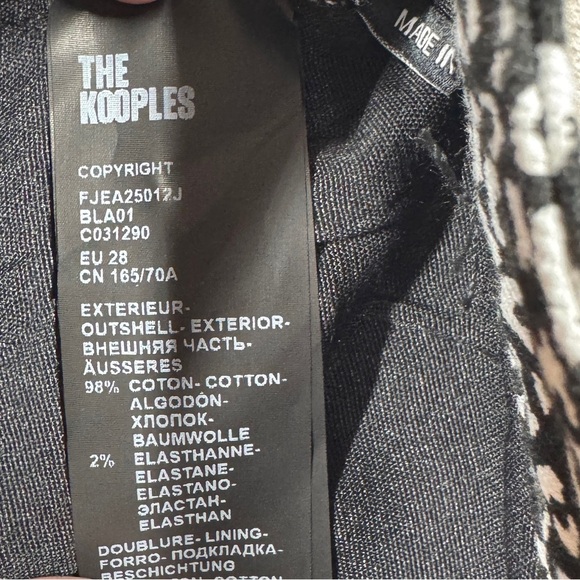 THE
KOOPLES
MADE IN
COPYRIGHT
FJEA25012J
BLA01
C031290
EU 28
CN 165/70A
EXTERIEUR-
OUTSHELL- EXTERIOR-
ВНЕШНЯЯ ЧАСТЬ-
ÄUSSERES
98% COTON- COTTON-
ALGODÓN-
ХЛОПОК-
BAUMWOLLE
2% ELASTHANNE-
ELASTANE-
ELASTANO-
ЭЛАСТАН-
ELASTHAN
DOUBLURE- LINING-
FORRO- ПОДКЛАДКА-
BESCHICHTUNG
COTTON